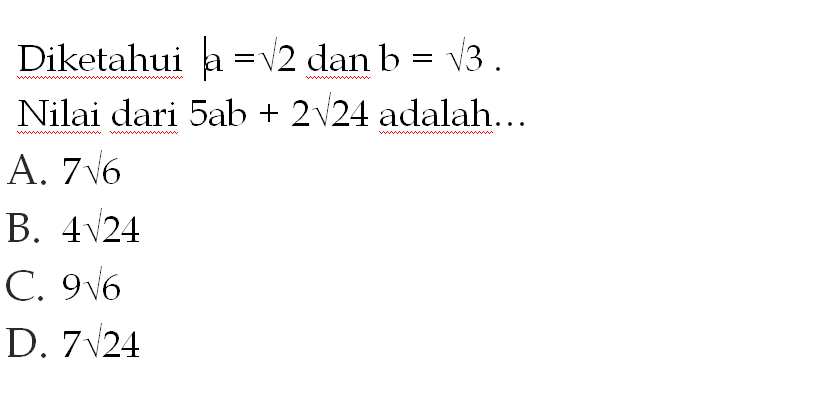 Diketahui a =√2 dan b = √3 .
Nilai dari 5ab + 2√24 adalah...
A. 7√6
B. 4√24
C. 9√6
D. 7√24